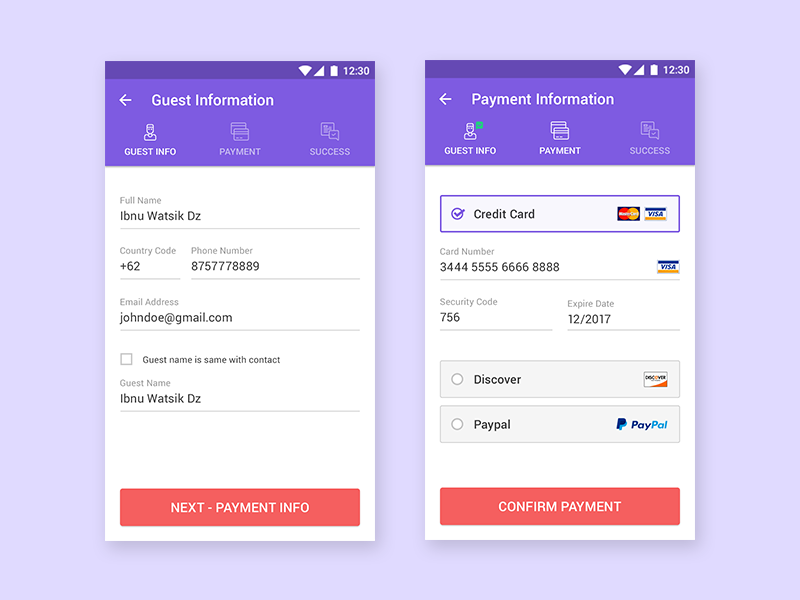 12:30
Guest Information
GUEST INFO PAYMENT SUCCESS
Full Name
Ibnu Watsik Dz
Country Code Phone Number
+62 8757778889
Email Address
johndoe@gmail.com
Guest name is same with contact
Guest Name
Ibnu Watsik Dz
NEXT - PAYMENT INFO
12:30
Payment Information
GUEST INFO PAYMENT SUCCESS
Credit Card MasterCard VISA
Card Number
3444 5555 6666 8888 VISA
Security Code Expire Date
756 12/2017
Discover DISCOVER
Paypal PayPal
CONFIRM PAYMENT